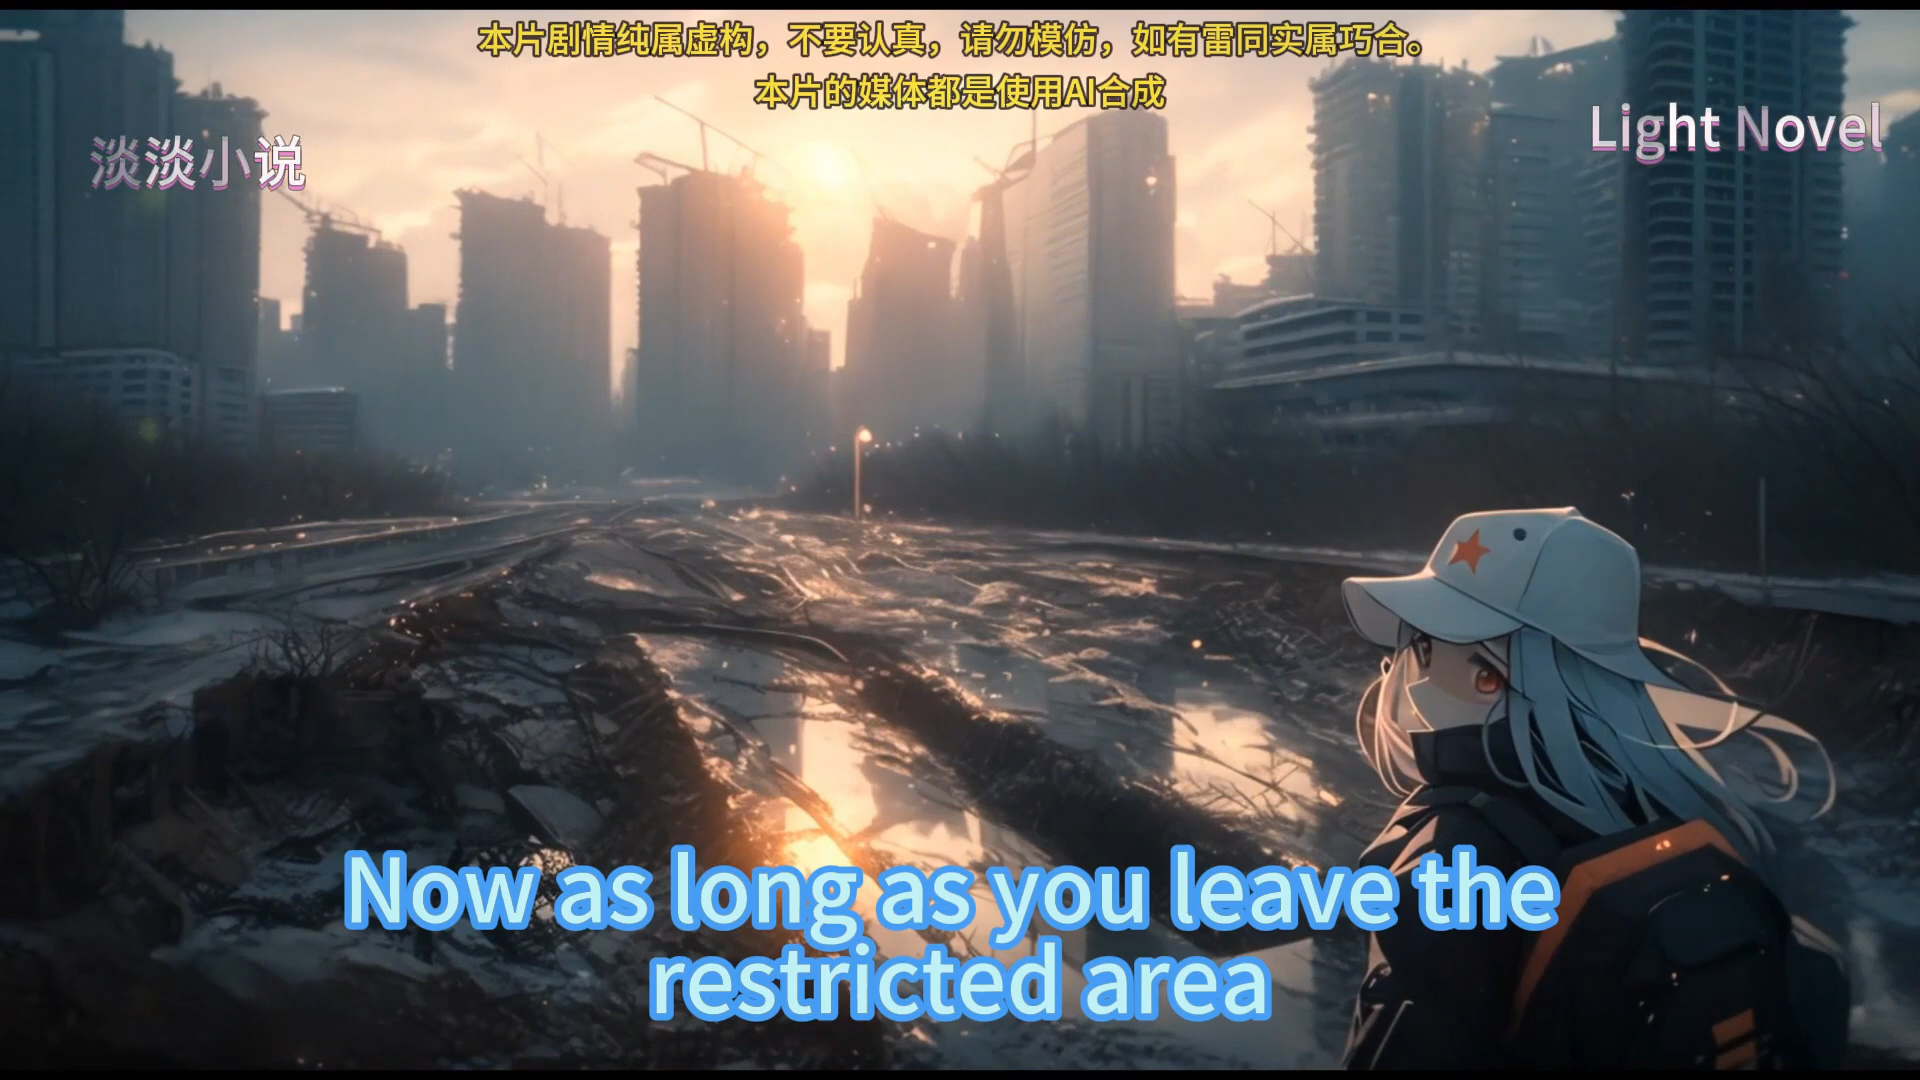 本片剧情纯属虚构，不要认真，请勿模仿，如有雷同实属巧合。
本片的媒体都是使用AI合成
淡淡小说
Light Novel
Now as long as you leave the
restricted area